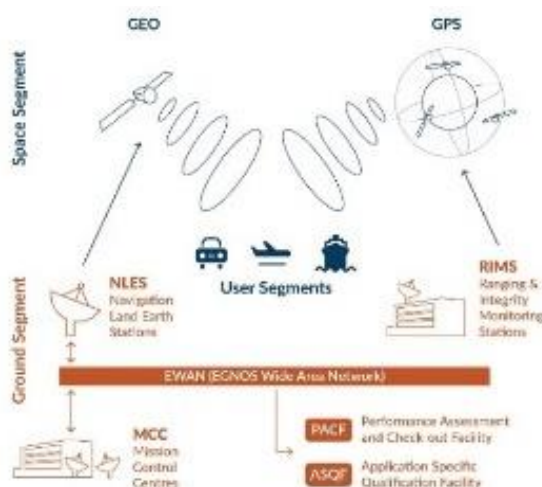 GEO
GPS
Space Segment
User Segments
Ground Segment
NLES
Navigation
Land Earth
Stations
RIMS
Ranging &
Integrity
Monitoring
Stations
EWAN (EGNOS Wide Area Network)
MCC
Mission
Control
Centres
PACF
Performance Assessment
and Check-out Facility
ASQF
Application Specific
Qualification Facility